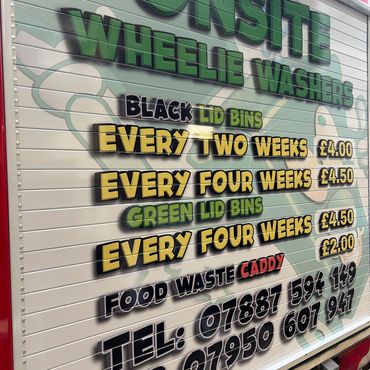 ONSITE
WHEELIE WASHERS
BLACK LID BINS
EVERY TWO WEEKS £4.00
EVERY FOUR WEEKS £4.50
GREEN LID BINS
EVERY FOUR WEEKS £4.50
FOOD WASTE CADDY £2.00
TEL: 07887 594 149
07950 607 947